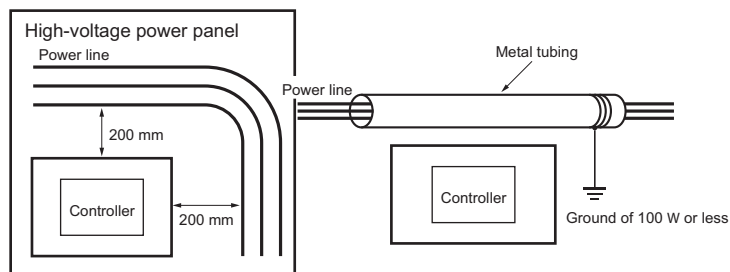 High-voltage power panel
Power line
200 mm
Controller
200 mm
Metal tubing
Power line
Controller
Ground of 100 W or less